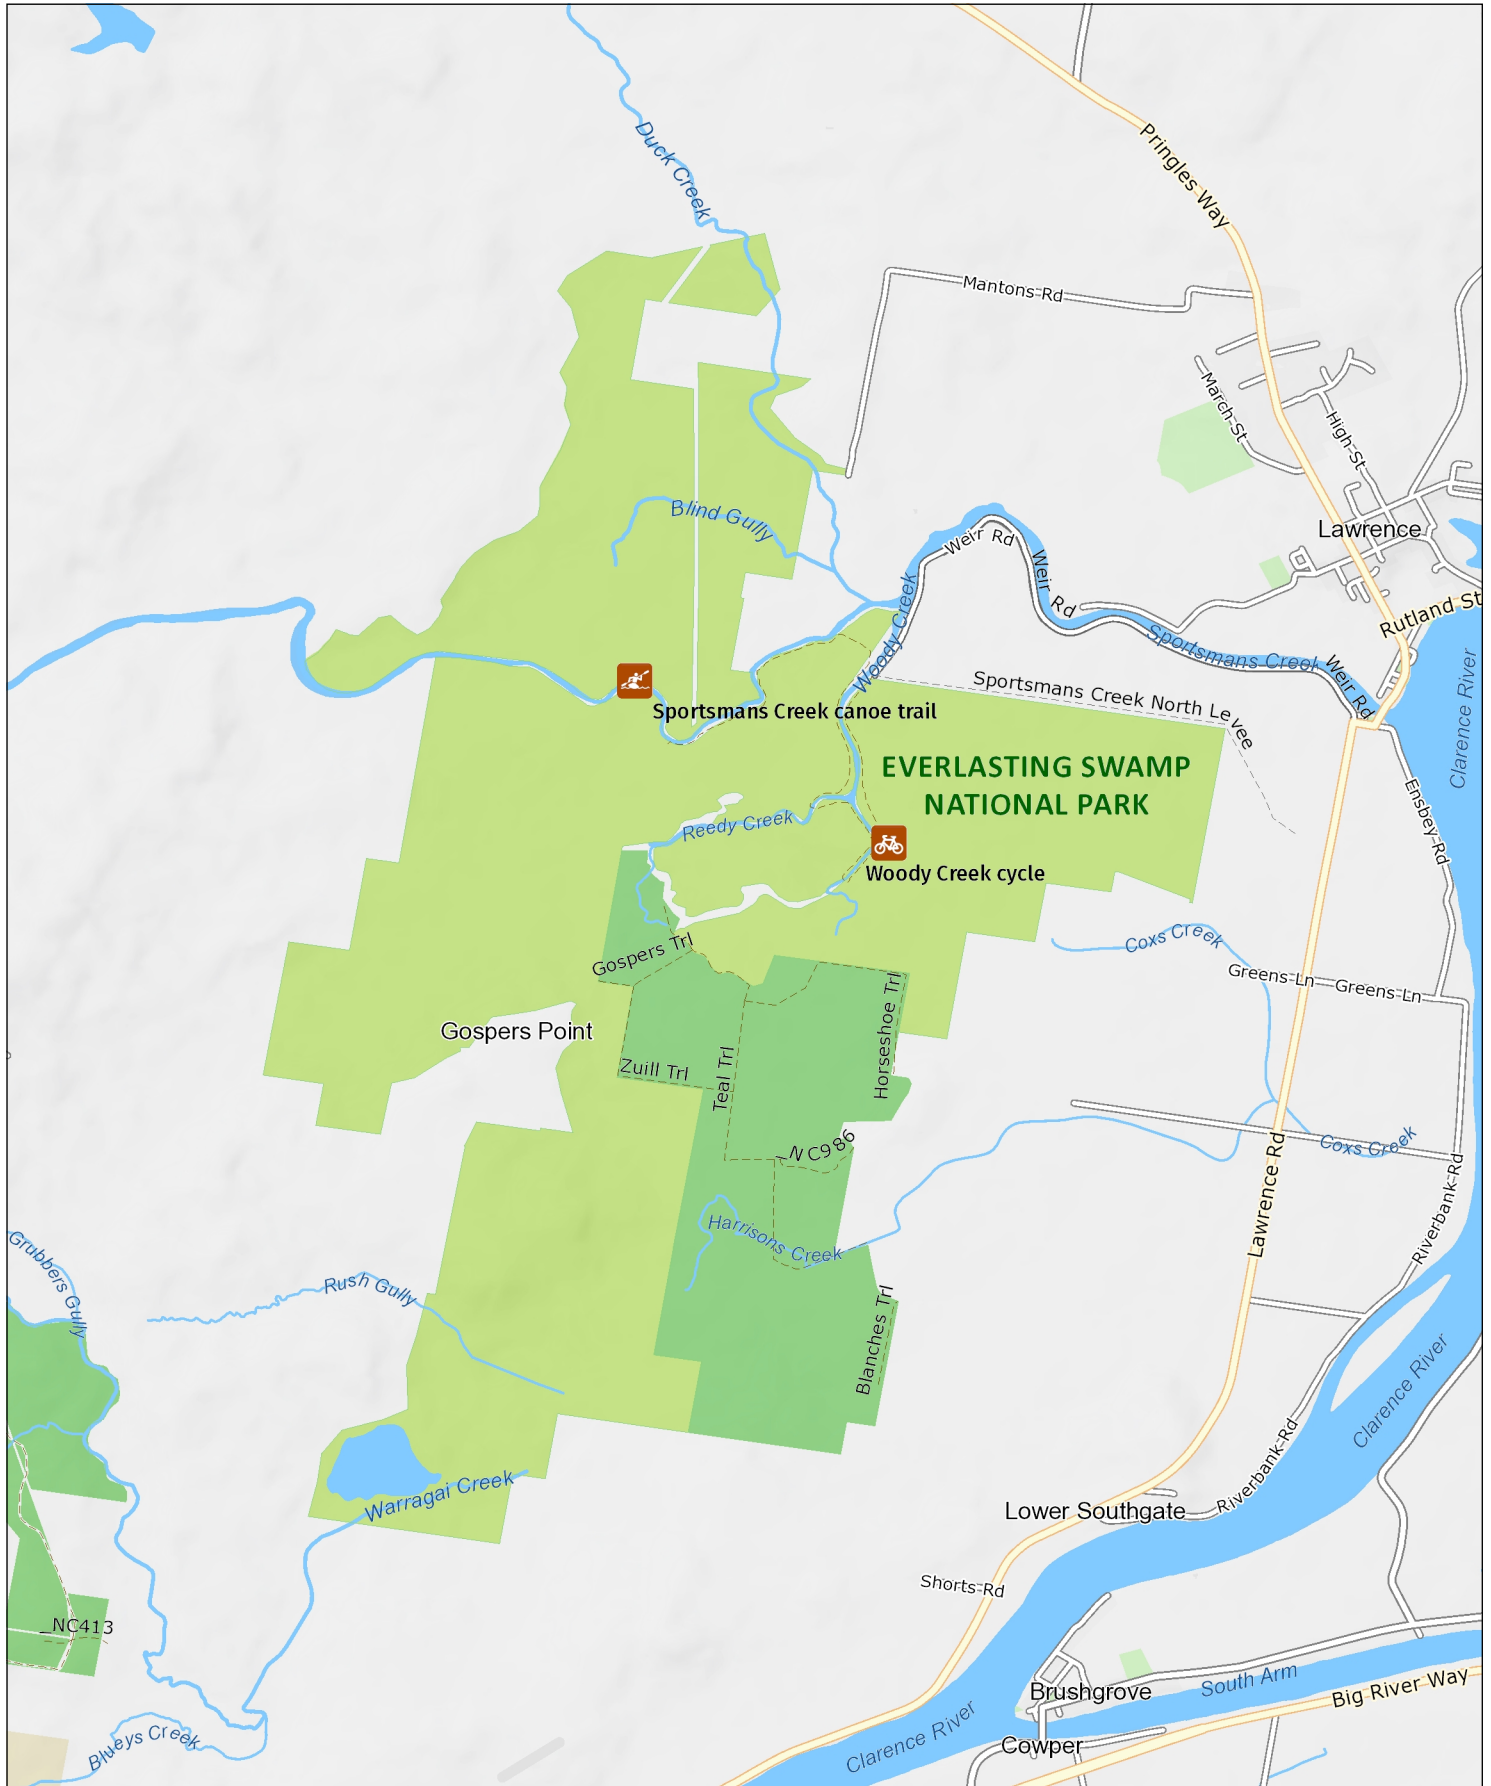 Duck Creek
Pringles Way
Mantons Rd
March St
High St
Blind Gully
Lawrence
Weir Rd
Weir Rd
Woody Creek
Rutland St
Sportsmans Creek
Weir Rd
Clarence River
Sportsmans Creek North Levee
Sportsmans Creek canoe trail
EVERLASTING SWAMP
NATIONAL PARK
Ensbey Rd
Reedy Creek
Woody Creek cycle
Coxs Creek
Gospers Trl
Greens Ln
Greens Ln
Horseshoe Trl
Gospers Point
Zuill Trl
Teal Trl
_NC986
Coxs Creek
Lawrence Rd
Riverbank Rd
Harrisons Creek
Grubbers Gully
Rush Gully
Blanches Trl
Clarence River
Riverbank Rd
Warragai Creek
Lower Southgate
Shorts Rd
_NC413
South Arm
Brushgrove
Big River Way
Clarence River
Blueys Creek
Cowper